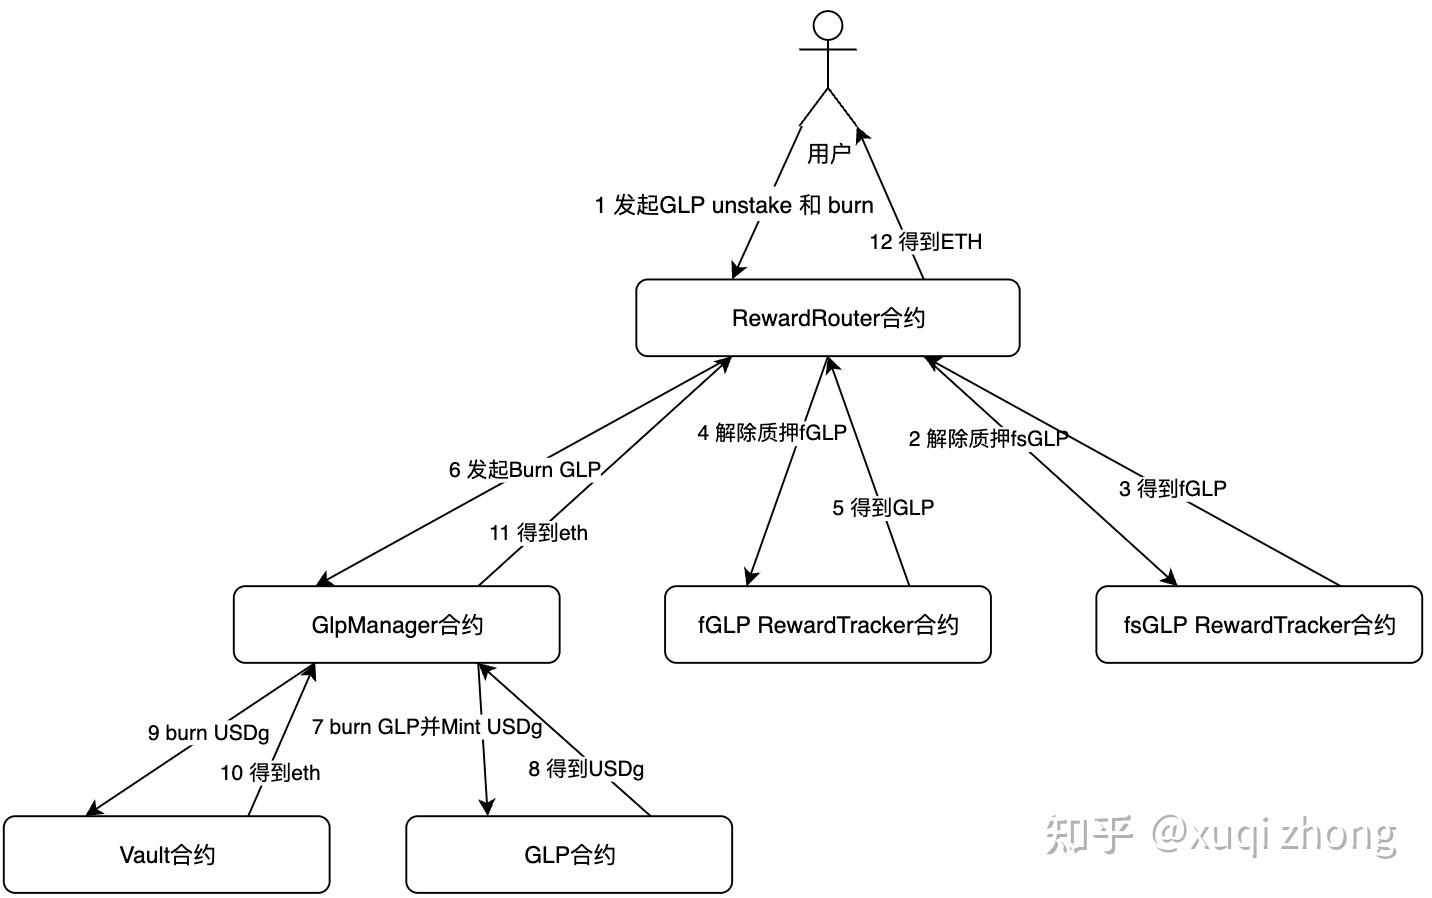 用户
1 发起GLP unstake 和 burn
12 得到ETH
RewardRouter合约
4 解除质押fGLP
2 解除质押fsGLP
6 发起Burn GLP
3 得到fGLP
5 得到GLP
11 得到eth
GlpManager合约
fGLP RewardTracker合约
fsGLP RewardTracker合约
7 burn GLP并Mint USDg
9 burn USDg
8 得到USDg
10 得到eth
Vault合约
GLP合约
知乎 @xuqi zhong